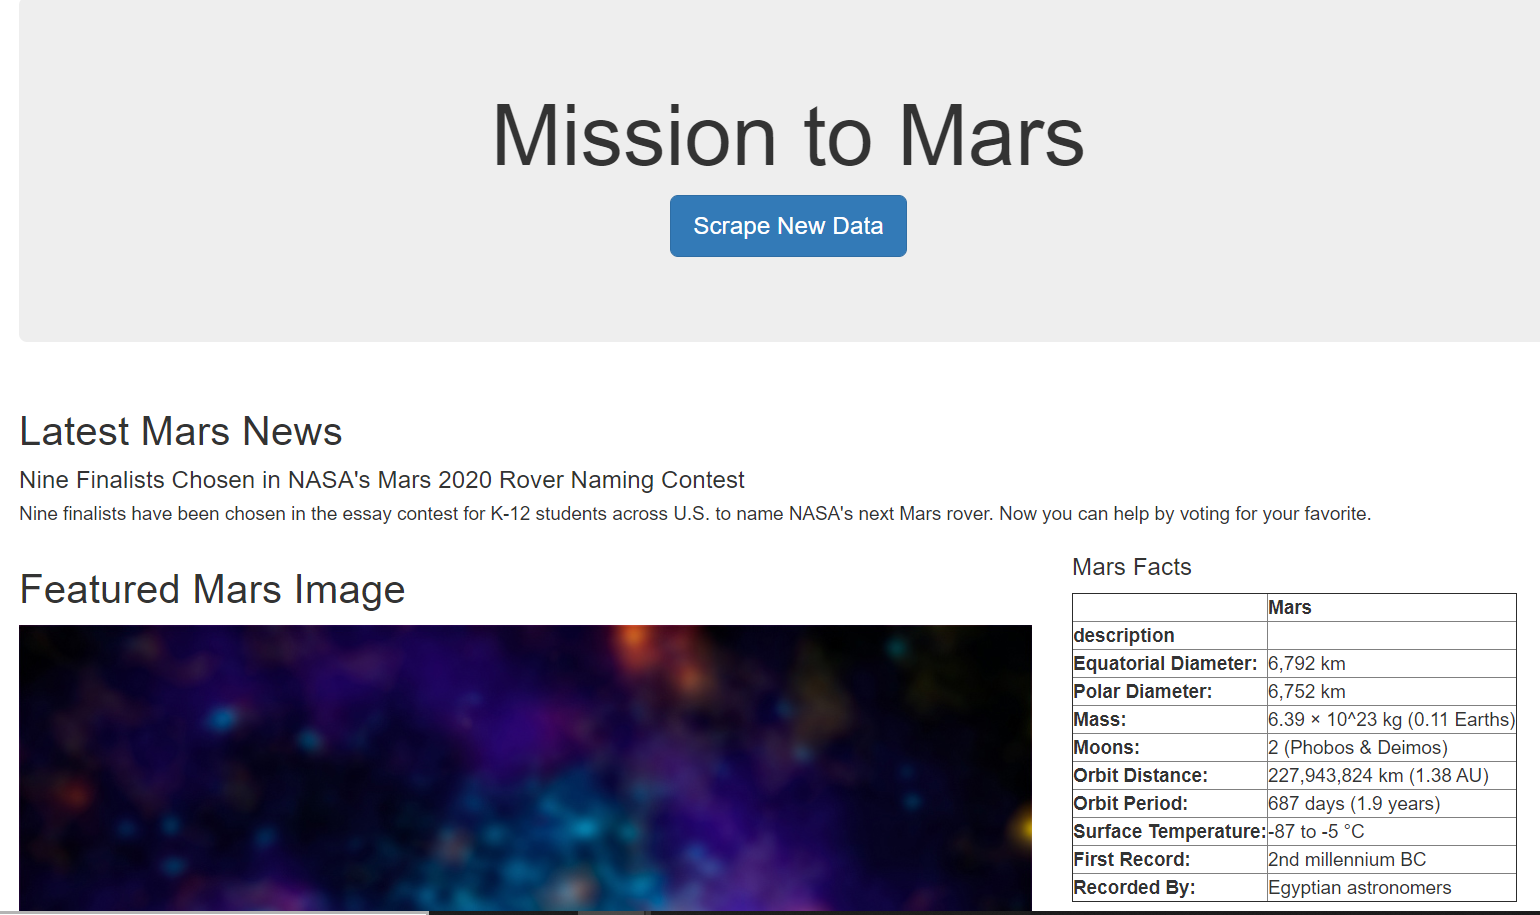 Mission to Mars
Scrape New Data
Latest Mars News
Nine Finalists Chosen in NASA's Mars 2020 Rover Naming Contest
Nine finalists have been chosen in the essay contest for K-12 students across U.S. to name NASA's next Mars rover. Now you can help by voting for your favorite.
Featured Mars Image
Mars Facts
Mars
description
Equatorial Diameter: 6,792 km
Polar Diameter: 6,752 km
Mass: 6.39 × 10^23 kg (0.11 Earths)
Moons: 2 (Phobos & Deimos)
Orbit Distance: 227,943,824 km (1.38 AU)
Orbit Period: 687 days (1.9 years)
Surface Temperature: -87 to -5 °C
First Record: 2nd millennium BC
Recorded By: Egyptian astronomers